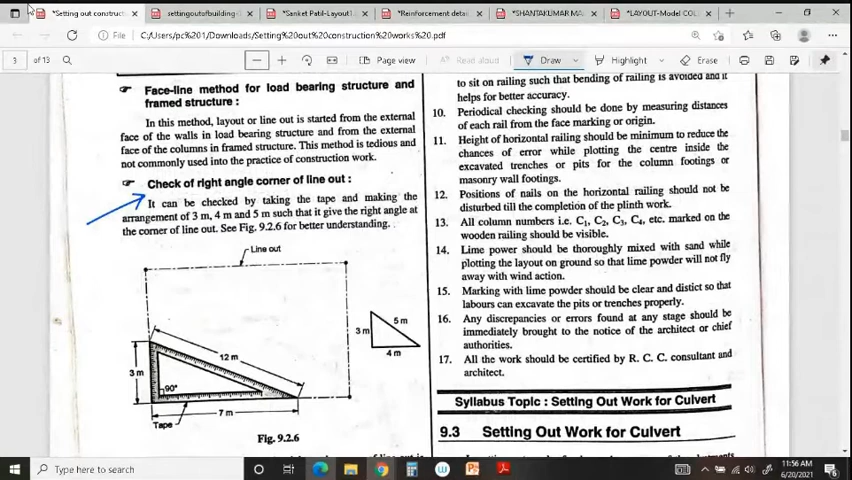 *Setting out construct
settingoutofbuilding-
*Sanket Patil-Layout1
*Reinforcement deta
*SHANTAKUMAR MA
*LAYOUT-Model COL
File
C:/Users/pc%201/Downloads/Setting%20out%20construction%20works%20.pdf
3
of 13
Page view
Read aloud
Draw
Highlight
Erase
Face-line method for load bearing structure and
framed structure :
In this method, layout or line out is started from the external
face of the walls in load bearing structure and from the external
face of the columns in framed structure. This method is tedious and
not commonly used into the practice of construction work.
Check of right angle corner of line out :
It can be checked by taking the tape and making the
arrangement of 3 m, 4 m and 5 m such that it give the right angle at
the corner of line out. See Fig. 9.2.6 for better understanding.
Line out
12 m
3 m
90°
7 m
Tape
5 m
3 m
4 m
Fig. 9.2.6
to sit on railing such that bending of railing is avoided and it
helps for better accuracy.
10. Periodical checking should be done by measuring distances
of each rail from the face marking or origin.
11. Height of horizontal railing should be minimum to reduce the
chances of error while plotting the centre inside the
excavated trenches or pits for the column footings or
masonry wall footings.
12. Positions of nails on the horizontal railing should not be
disturbed till the completion of the plinth work.
13. All column numbers i.e. C1, C2, C3, C4, etc. marked on the
wooden railing should be visible.
14. Lime power should be thoroughly mixed with sand while
plotting the layout on ground so that lime powder will not fly
away with wind action.
15. Marking with lime powder should be clear and distict so that
labours can excavate the pits or trenches properly.
16. Any discrepancies or errors found at any stage should be
immediately brought to the notice of the architect or chief
authorities.
17. All the work should be certified by R. C. C. consultant and
architect.
Syllabus Topic : Setting Out Work for Culvert
9.3 Setting Out Work for Culvert
Type here to search
11:56 AM
6/20/2021